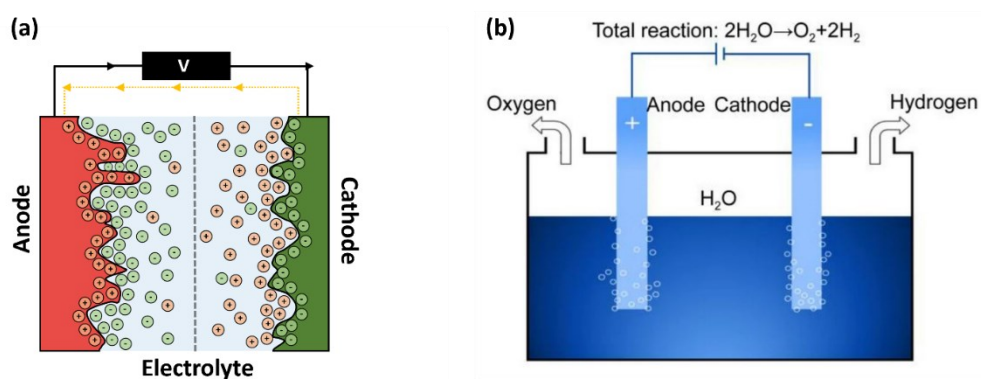 (a)
V
Anode
Cathode
Electrolyte
(b)
Total reaction: 2H₂O→O₂+2H₂
Oxygen
Anode Cathode
Hydrogen
+
-
H₂O